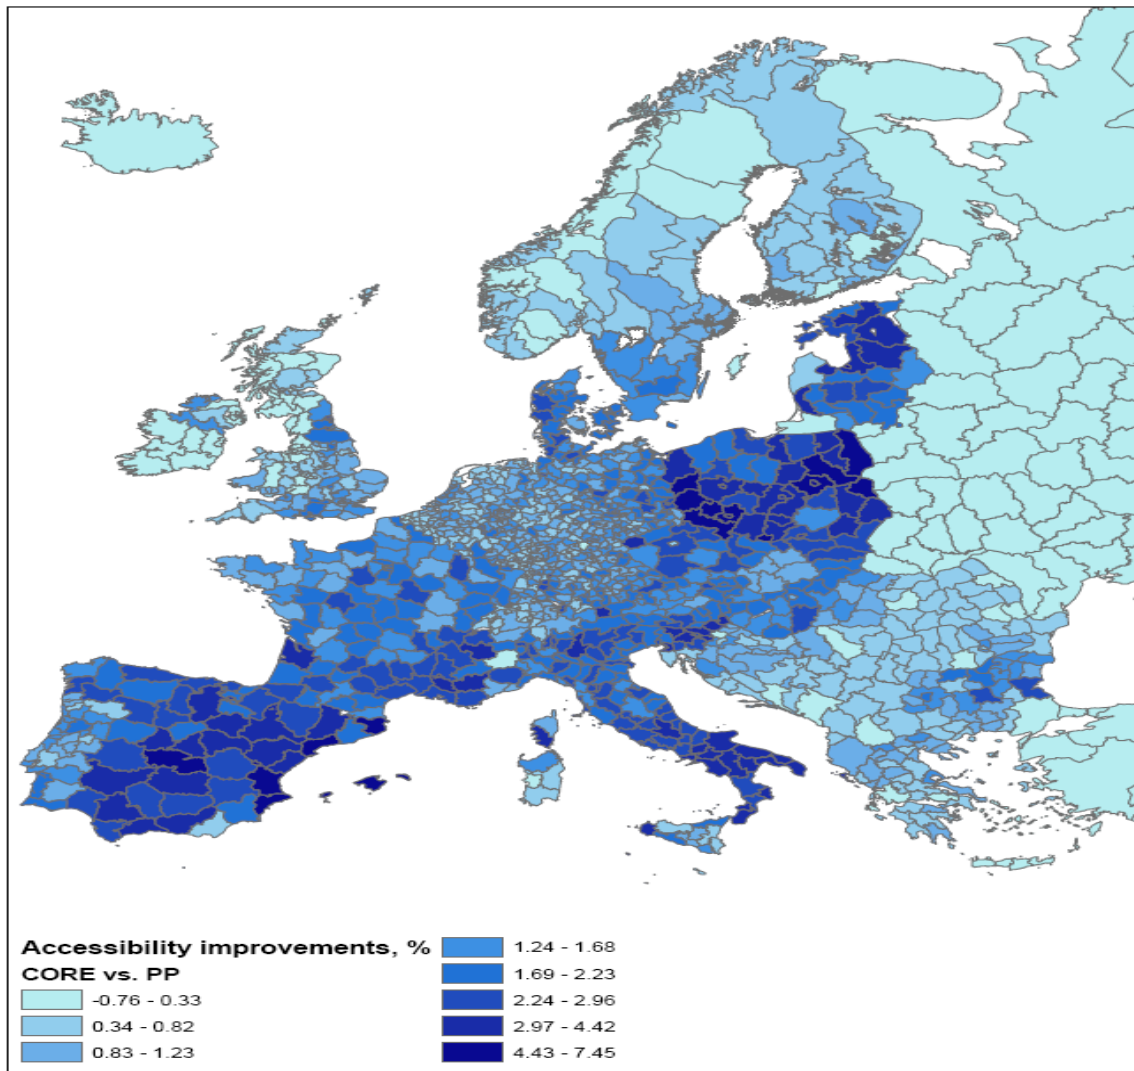 Accessibility improvements, %
CORE vs. PP
-0.76 - 0.33
0.34 - 0.82
0.83 - 1.23
1.24 - 1.68
1.69 - 2.23
2.24 - 2.96
2.97 - 4.42
4.43 - 7.45